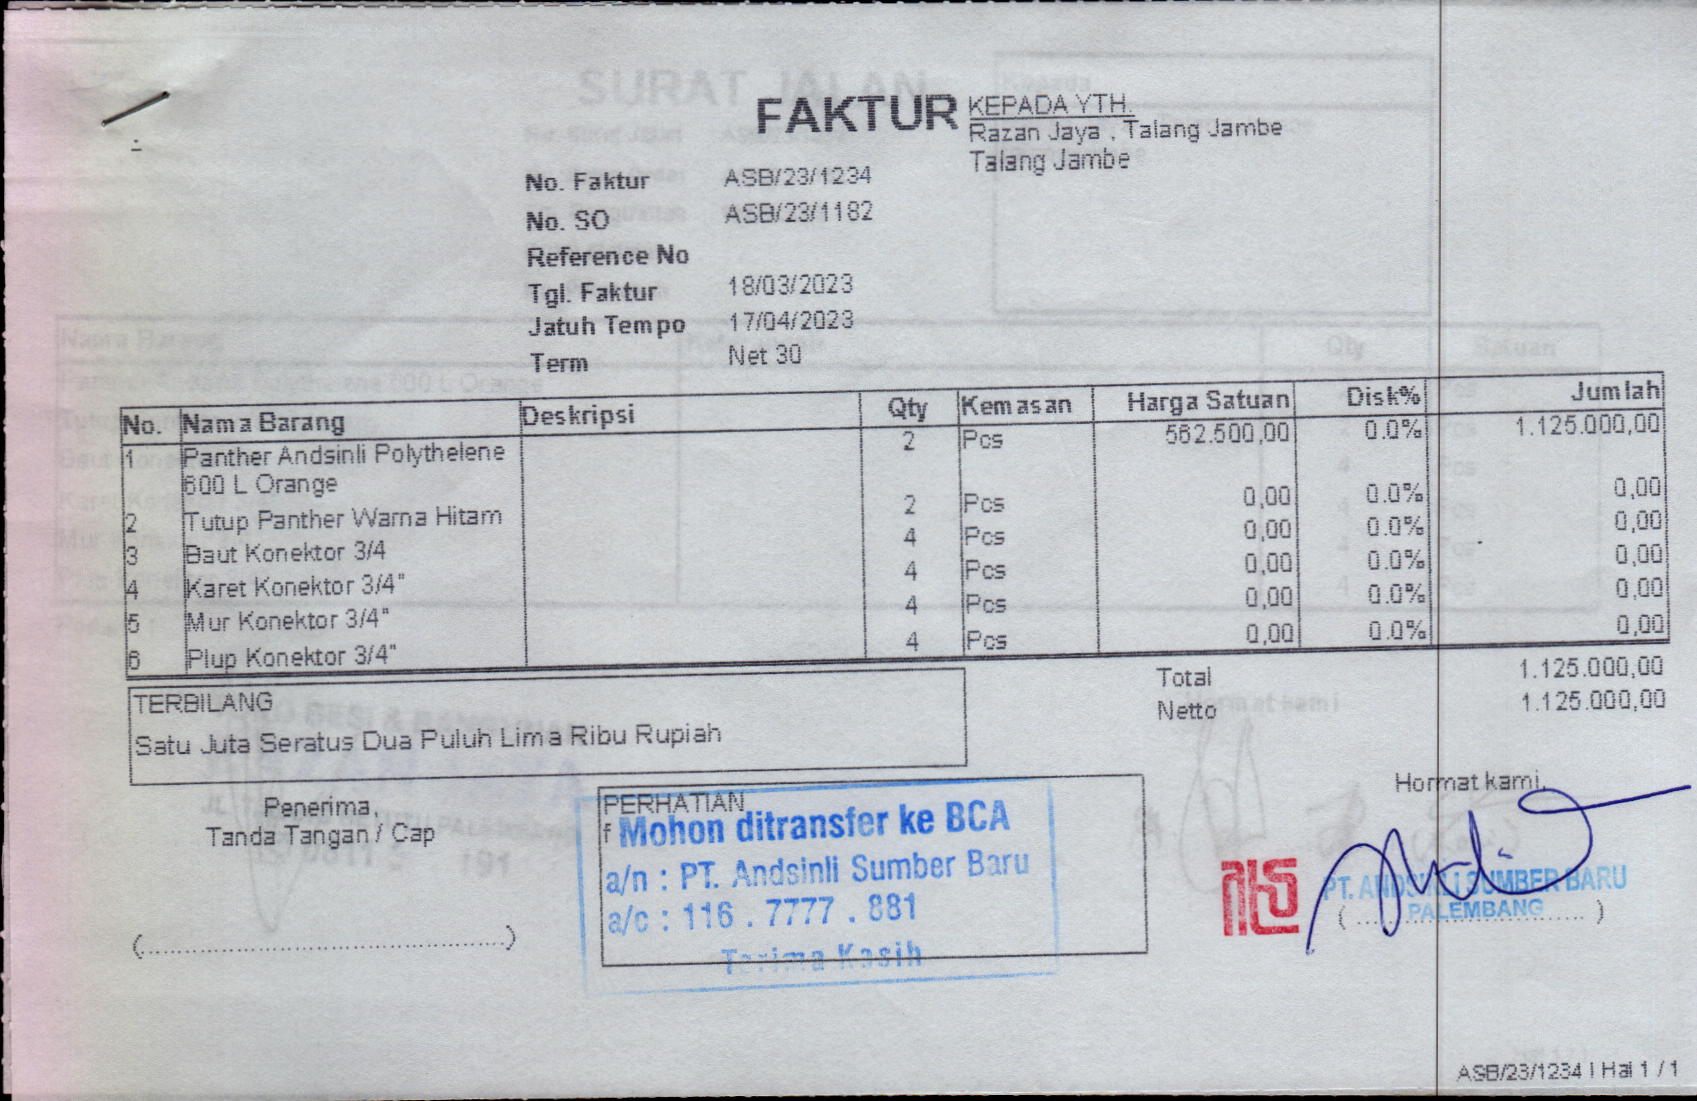 FAKTUR
KEPADA YTH.
Razan Jaya , Talang Jambe
Talang Jambe
No. Faktur ASB/23/1234
No. SO ASB/23/1182
Reference No
Tgl. Faktur 18/03/2023
Jatuh Tempo 17/04/2023
Term Net 30
No. Nama Barang Deskripsi Qty Kemasan Harga Satuan Disk% Jumlah
1 Panther Andsinli Polythelene 2 Pcs 562.500,00 0.0% 1.125.000,00
600 L Orange
2 Tutup Panther Warna Hitam 2 Pcs 0,00 0.0% 0,00
3 Baut Konektor 3/4 4 Pcs 0,00 0.0% 0,00
4 Karet Konektor 3/4" 4 Pcs 0,00 0.0% 0,00
5 Mur Konektor 3/4" 4 Pcs 0,00 0.0% 0,00
6 Plup Konektor 3/4" 4 Pcs 0,00 0.0% 0,00
Total 1.125.000,00
Netto 1.125.000,00
TERBILANG
Satu Juta Seratus Dua Puluh Lima Ribu Rupiah
Penerima,
Tanda Tangan / Cap
(..........................................)
PERHATIAN
f
Mohon ditransfer ke BCA
a/n : PT. Andsinli Sumber Baru
a/c : 116 . 7777 . 881
Terima Kasih
Hormat kami,
PT. ANDSINLI SUMBER BARU
PALEMBANG
(..............................)
ASB/23/1234 | Hal 1 / 1